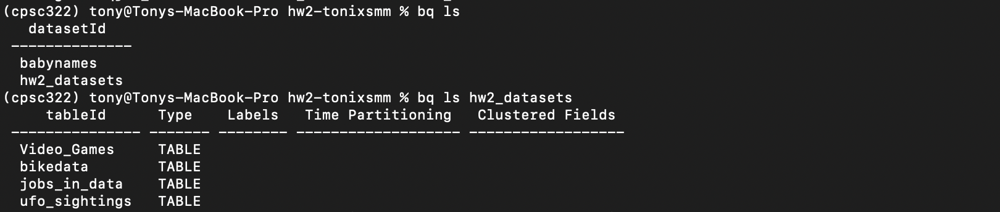 (cpsc322) tony@Tonys-MacBook-Pro hw2-tonixsmm % bq ls
datasetId
--------------
babynames
hw2_datasets
(cpsc322) tony@Tonys-MacBook-Pro hw2-tonixsmm % bq ls hw2_datasets
tableId Type Labels Time Partitioning Clustered Fields
--------------- ------- -------- ------------------- ------------------
Video_Games TABLE
bikedata TABLE
jobs_in_data TABLE
ufo_sightings TABLE